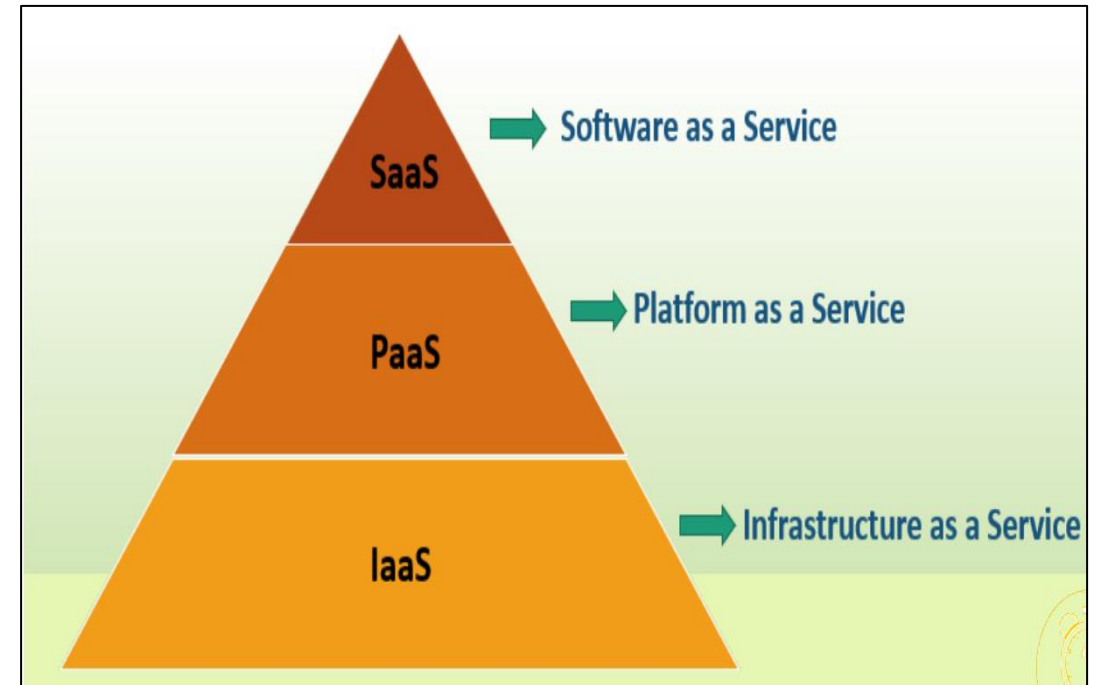 SaaS
Software as a Service
PaaS
Platform as a Service
IaaS
Infrastructure as a Service